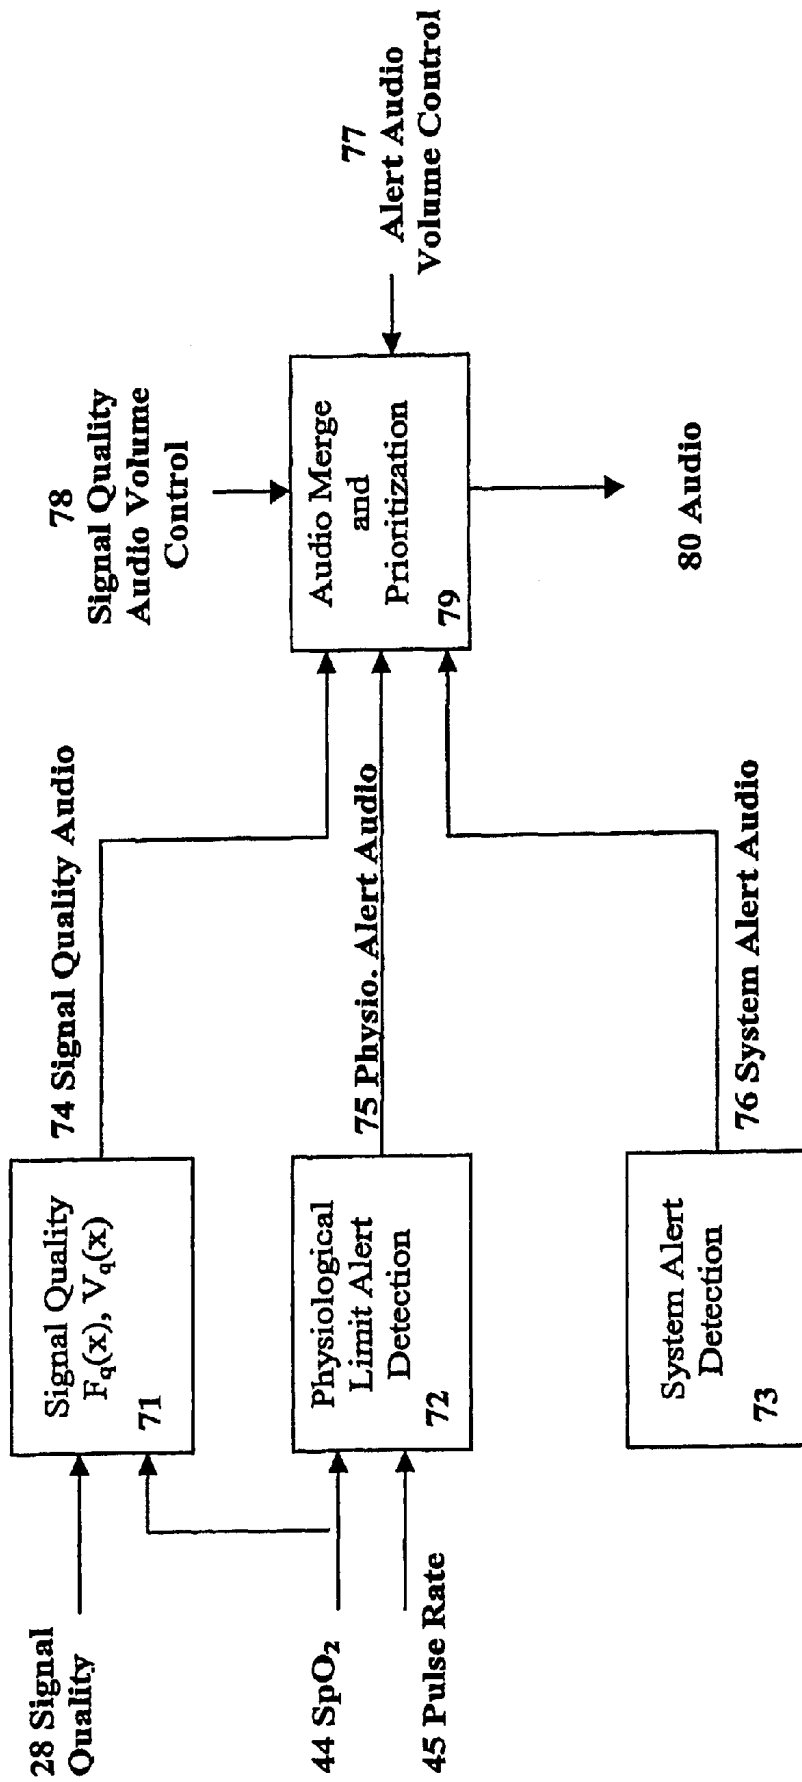 28 Signal
Quality
44 SpO₂
45 Pulse Rate
Signal Quality
F_q(x), V_q(x)
71
Physiological
Limit Alert
Detection
72
System Alert
Detection
73
74 Signal Quality Audio
75 Physio. Alert Audio
76 System Alert Audio
78
Signal Quality
Audio Volume
Control
Audio Merge
and
Prioritization
79
77
Alert Audio
Volume Control
80 Audio